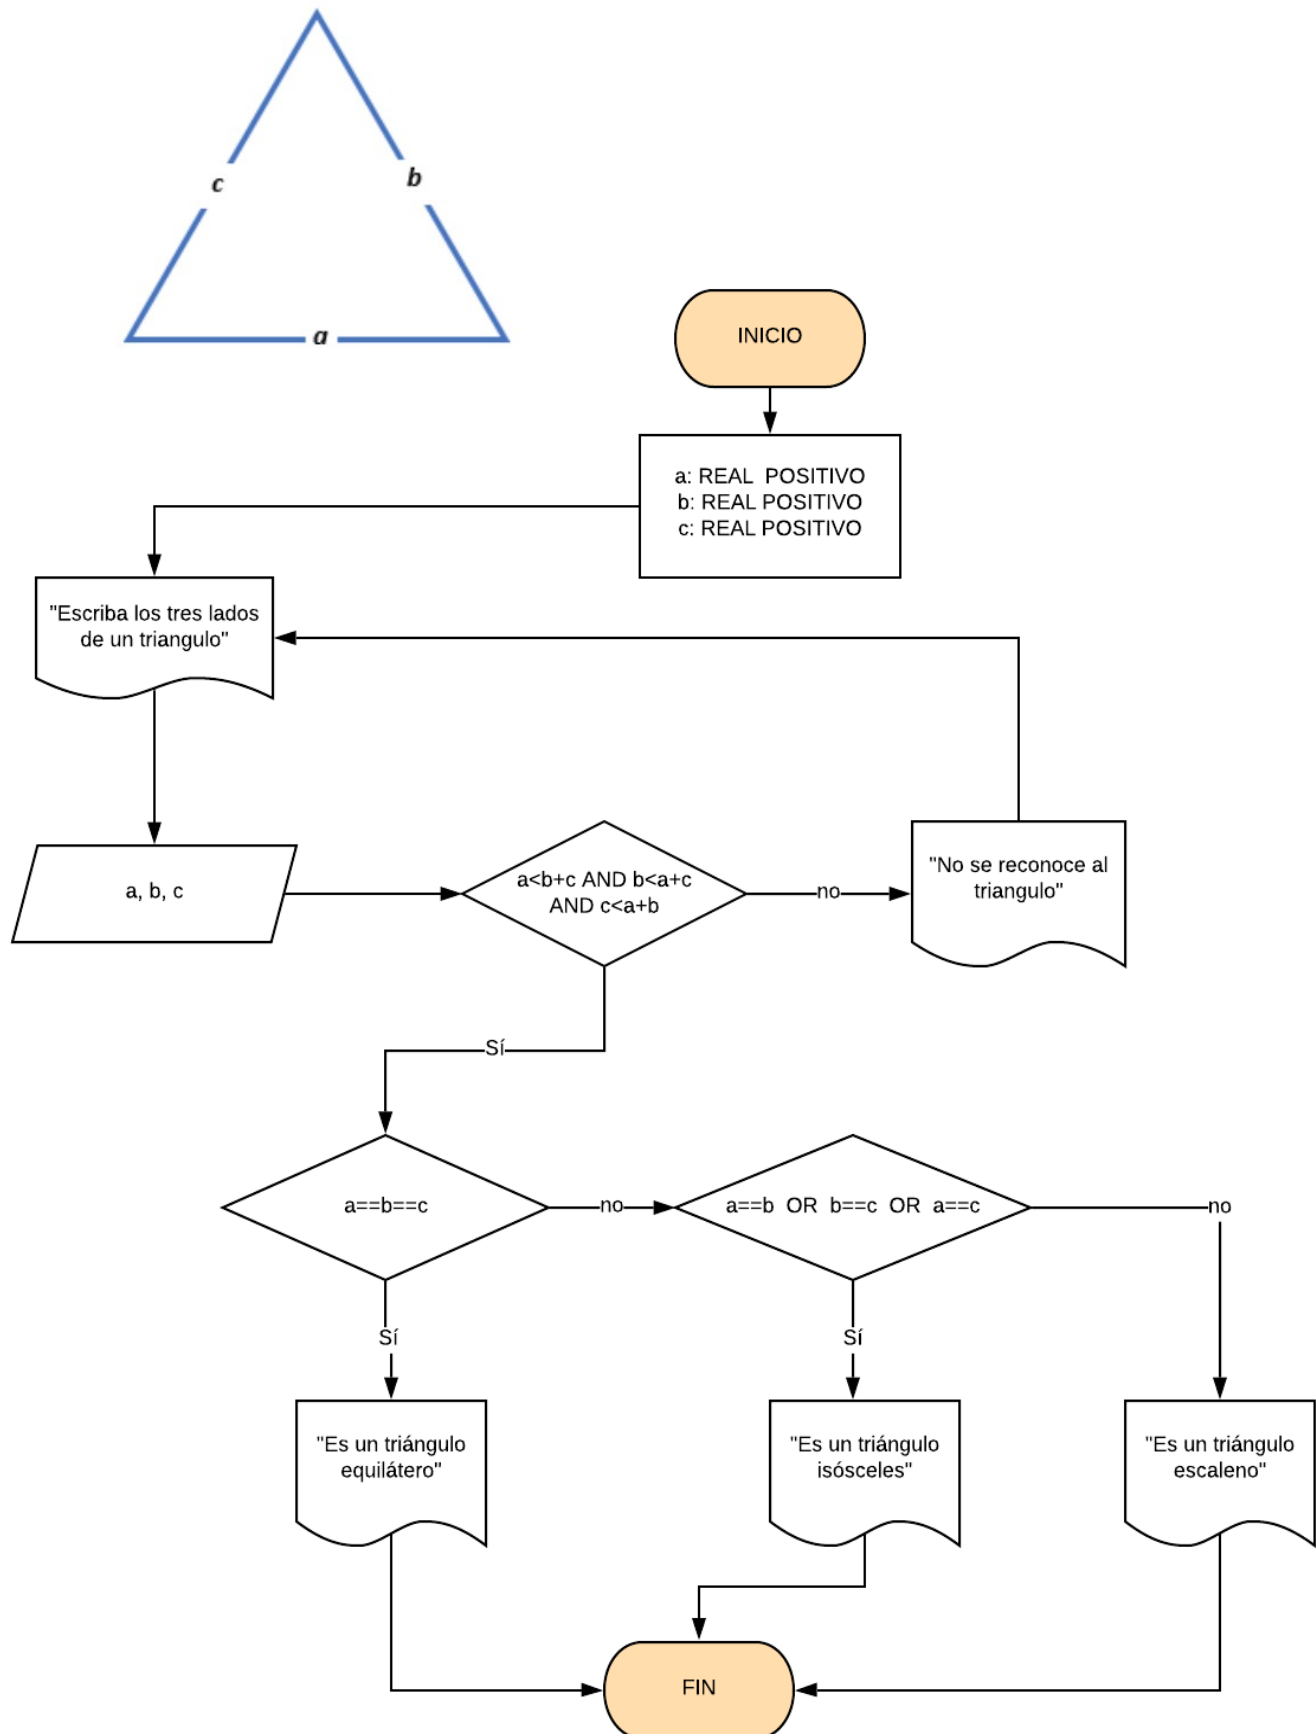 c
b
a
INICIO
a: REAL  POSITIVO
b: REAL POSITIVO
c: REAL POSITIVO
"Escriba los tres lados
de un triangulo"
a, b, c
a<b+c AND b<a+c
AND c<a+b
no
"No se reconoce al
triangulo"
Sí
a==b==c
no
a==b  OR  b==c  OR  a==c
no
Sí
Sí
"Es un triángulo
equilátero"
"Es un triángulo
isósceles"
"Es un triángulo
escaleno"
FIN